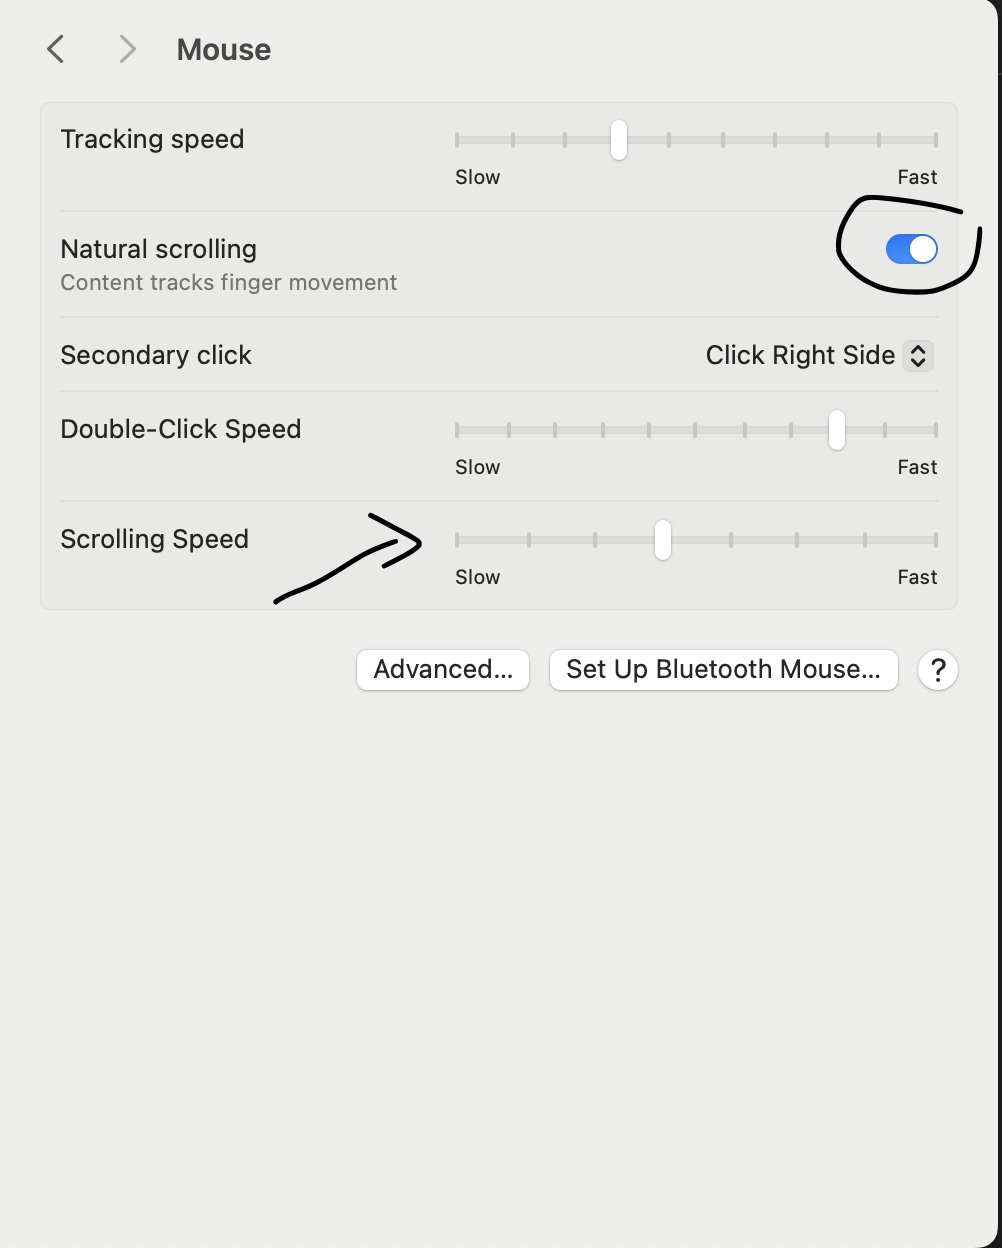 Mouse
Tracking speed
Slow Fast
Natural scrolling
Content tracks finger movement
Secondary click Click Right Side
Double-Click Speed
Slow Fast
Scrolling Speed
Slow Fast
Advanced... Set Up Bluetooth Mouse... ?